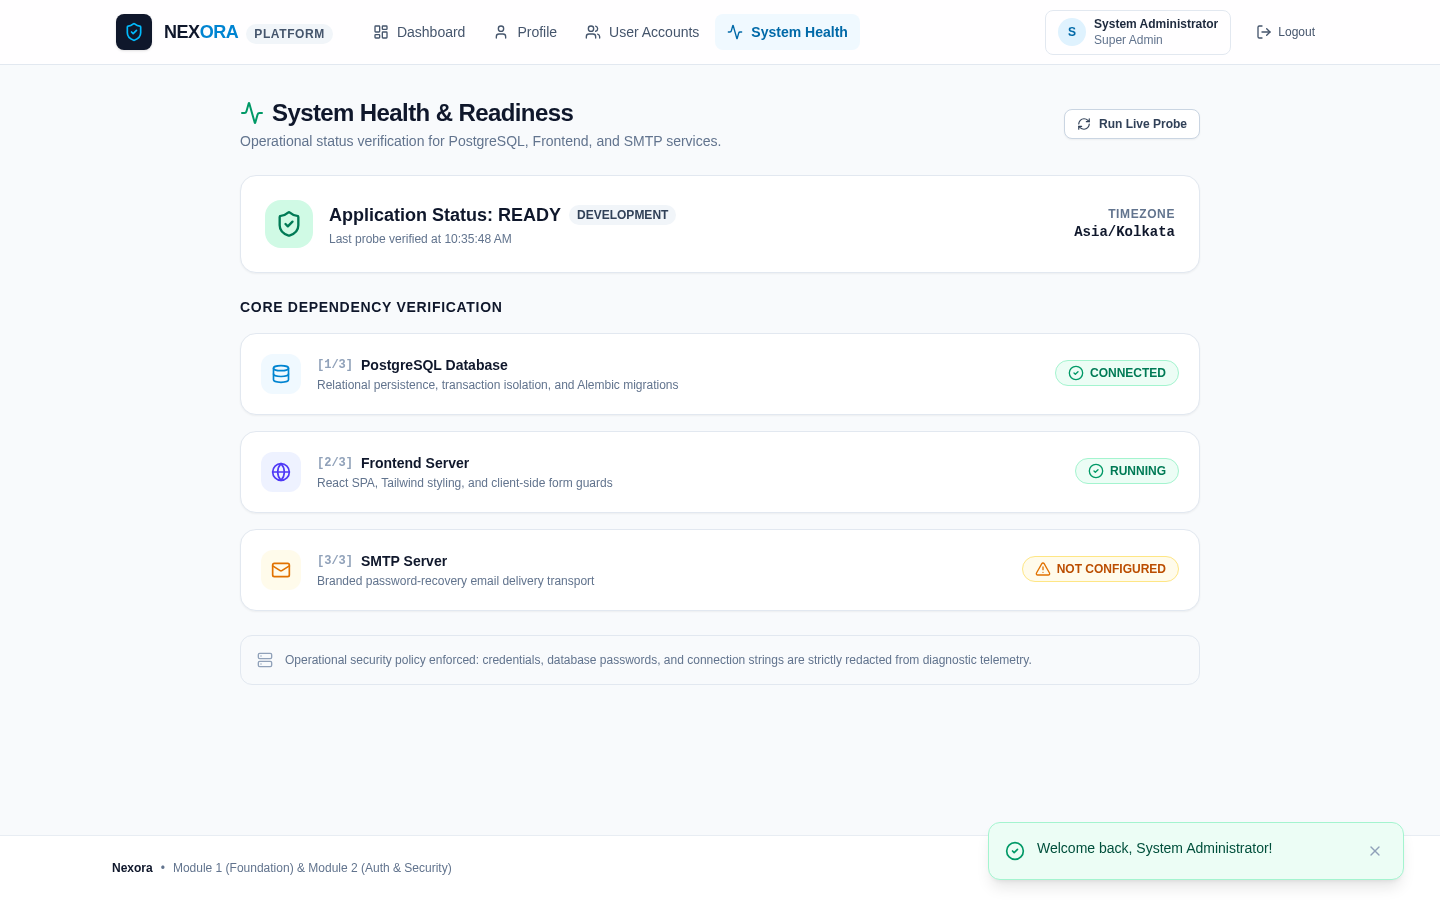 NEXORA PLATFORM
Dashboard
Profile
User Accounts
System Health
S
System Administrator
Super Admin
Logout
System Health & Readiness
Operational status verification for PostgreSQL, Frontend, and SMTP services.
Run Live Probe
Application Status: READY DEVELOPMENT
Last probe verified at 10:35:48 AM
TIMEZONE
Asia/Kolkata
CORE DEPENDENCY VERIFICATION
[1/3] PostgreSQL Database
Relational persistence, transaction isolation, and Alembic migrations
CONNECTED
[2/3] Frontend Server
React SPA, Tailwind styling, and client-side form guards
RUNNING
[3/3] SMTP Server
Branded password-recovery email delivery transport
NOT CONFIGURED
Operational security policy enforced: credentials, database passwords, and connection strings are strictly redacted from diagnostic telemetry.
Nexora • Module 1 (Foundation) & Module 2 (Auth & Security)
Welcome back, System Administrator!